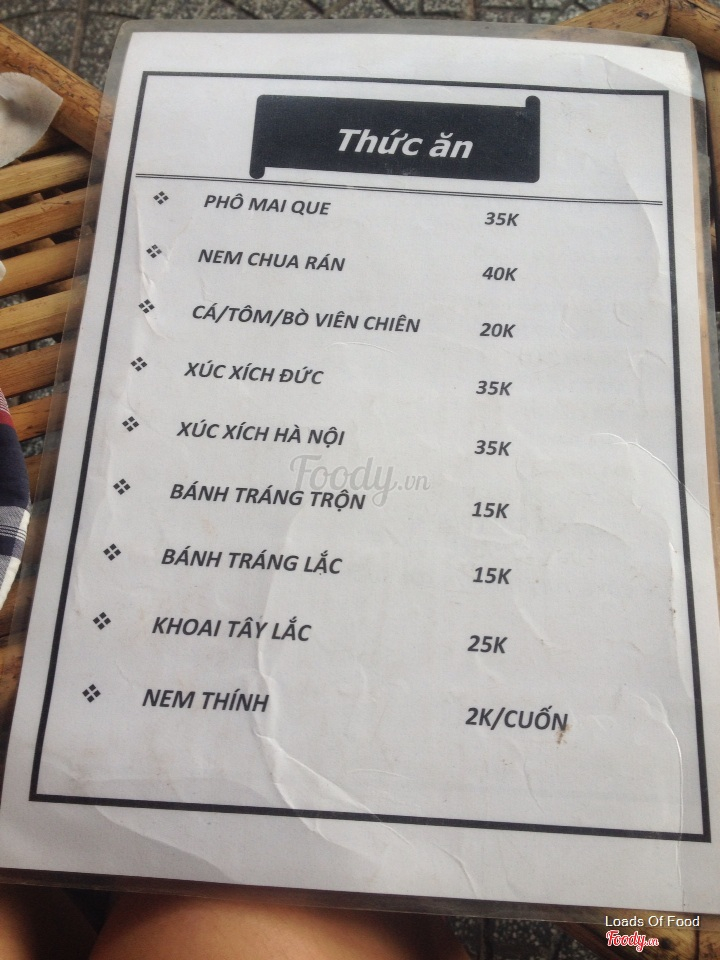 Thức ăn
PHÔ MAI QUE 35K
NEM CHUA RÁN 40K
CÁ/TÔM/BÒ VIÊN CHIÊN 20K
XÚC XÍCH ĐỨC 35K
XÚC XÍCH HÀ NỘI 35K
Foody.vn
BÁNH TRÁNG TRỘN 15K
BÁNH TRÁNG LẮC 15K
KHOAI TÂY LẮC 25K
NEM THÍNH 2K/CUỐN
Loads Of Food
Foody.vn